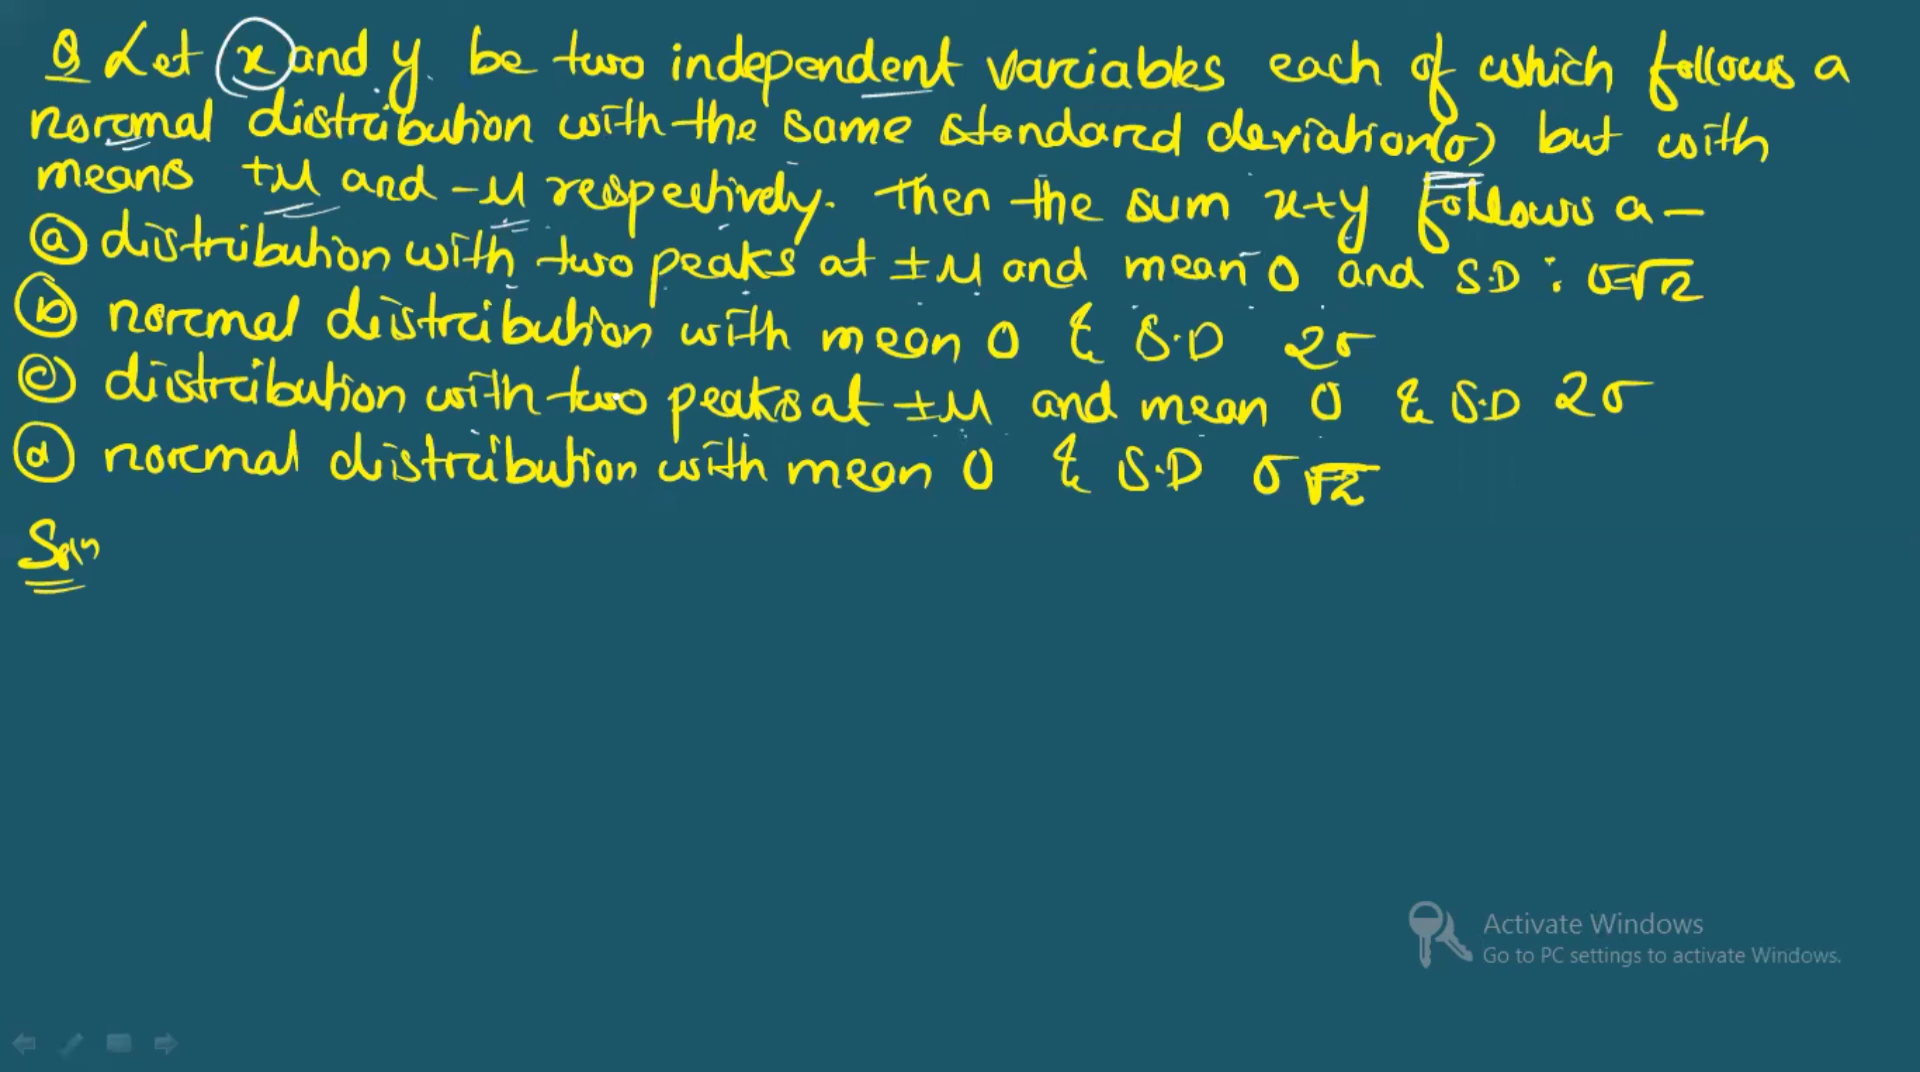 Q Let x and y be two independent variables each of which follows a
normal distribution with the same standard deviation(σ) but with
means +μ and -μ respectively. Then the sum x+y follows a —
(a) distribution with two peaks at ±μ and mean 0 and S.D : σ√2
(b) normal distribution with mean 0 & S.D 2σ
(c) distribution with two peaks at ±μ and mean 0 & S.D 2σ
(d) normal distribution with mean 0 & S.D σ√2
Soln
Activate Windows
Go to PC settings to activate Windows.